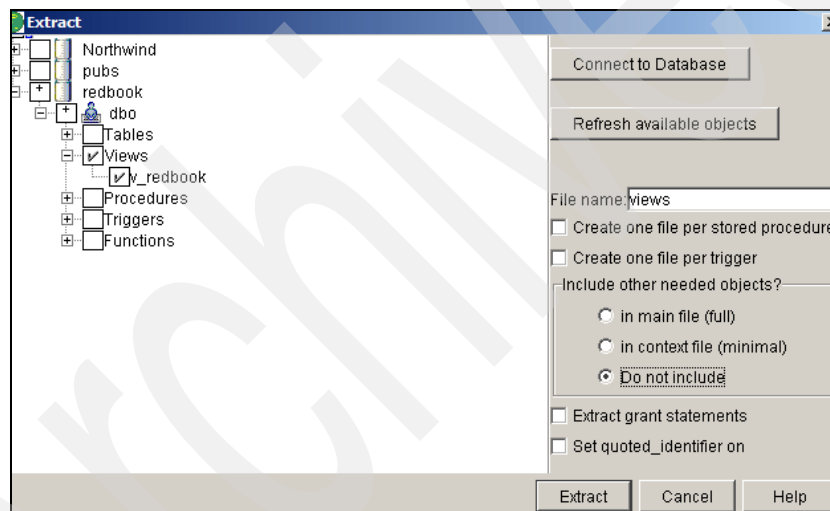 Extract
Northwind
pubs
redbook
dbo
Tables
Views
v_redbook
Procedures
Triggers
Functions
Connect to Database
Refresh available objects
File name: views
Create one file per stored procedure
Create one file per trigger
Include other needed objects?
in main file (full)
in context file (minimal)
Do not include
Extract grant statements
Set quoted_identifier on
Extract Cancel Help